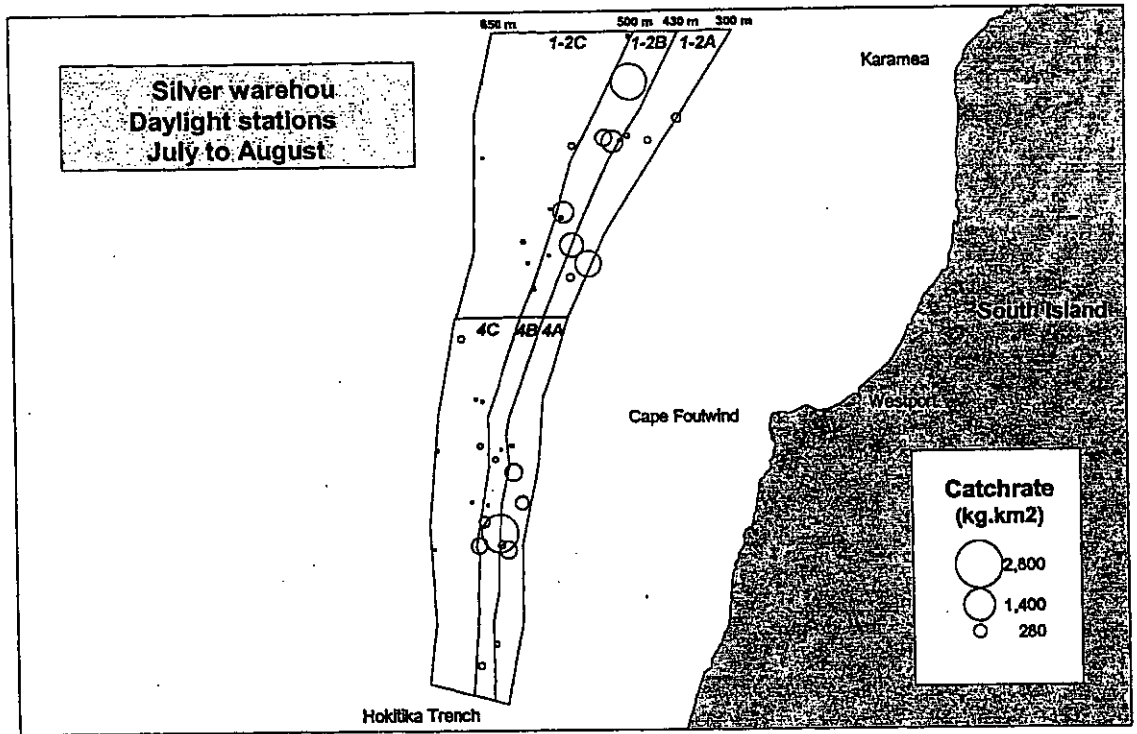 650 m 500 m 430 m 300 m
1-2C 1-2B 1-2A
Karamea
Silver warehou
Daylight stations
July to August
South Island
4C 4B 4A
Westport
Cape Foulwind
Catchrate
(kg.km2)
2,800
1,400
280
Hokitika Trench